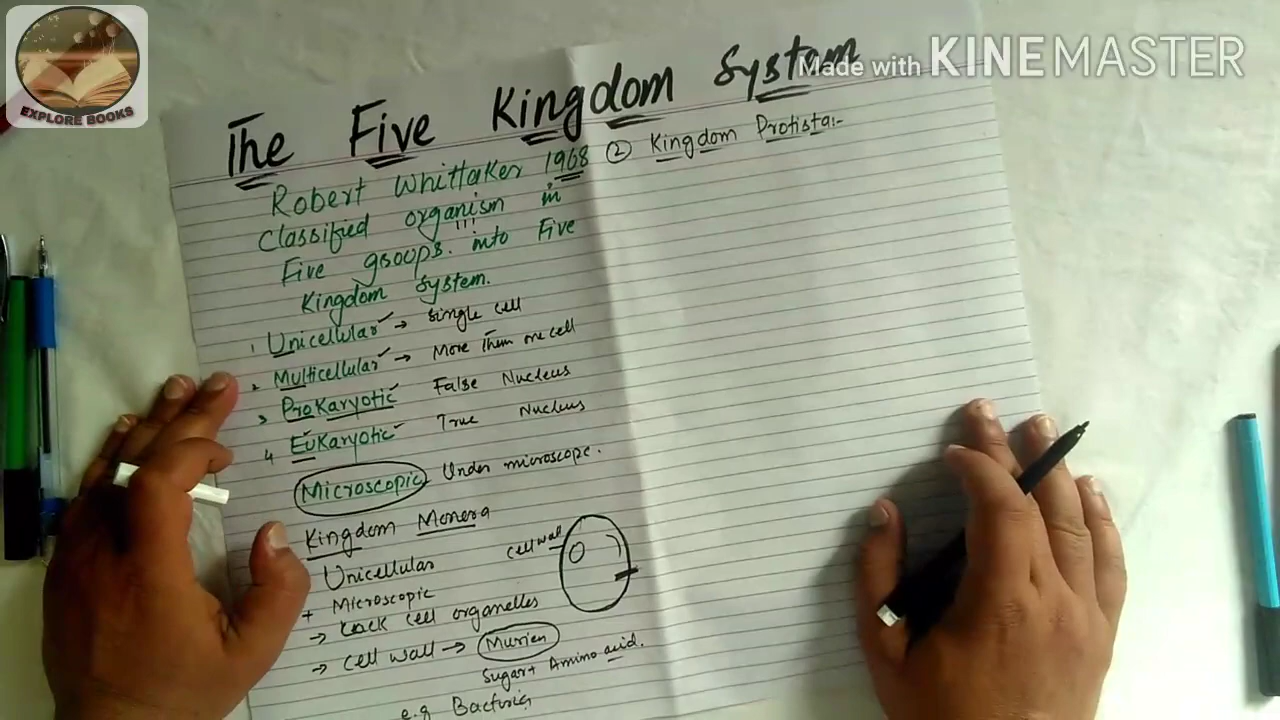 EXPLORE BOOKS
Made with KINEMASTER
The Five Kingdom System
Robert Whittaker 1968
Classified organism in
Five groops. into Five
Kingdom System.
1 Unicellular → Single cell
2 Multicellular → More Them one cell
3 Prokaryotic False Nucleus
4 Eukaryotic True Nucleus
Microscopic Under microscope.
Kingdom Monera
Unicellular
+ Microscopic
→ Lack cell organelles
→ Cell wall → Murien
Sugar+ Amino acid.
e.g Bacteria
cell wall
② Kingdom Protista:-